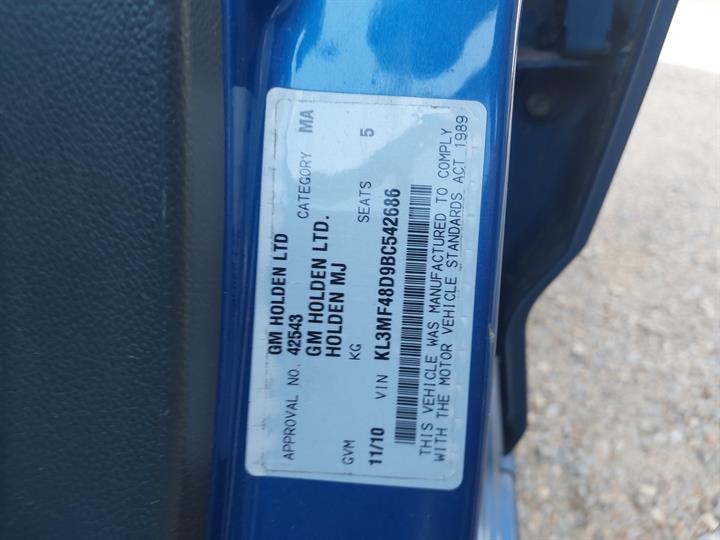 GM HOLDEN LTD
APPROVAL NO. 42543 CATEGORY MA
GM HOLDEN LTD.
HOLDEN MJ
GVM KG SEATS 5
11/10 VIN KL3MF48D9BC542686
THIS VEHICLE WAS MANUFACTURED TO COMPLY
WITH THE MOTOR VEHICLE STANDARDS ACT 1989